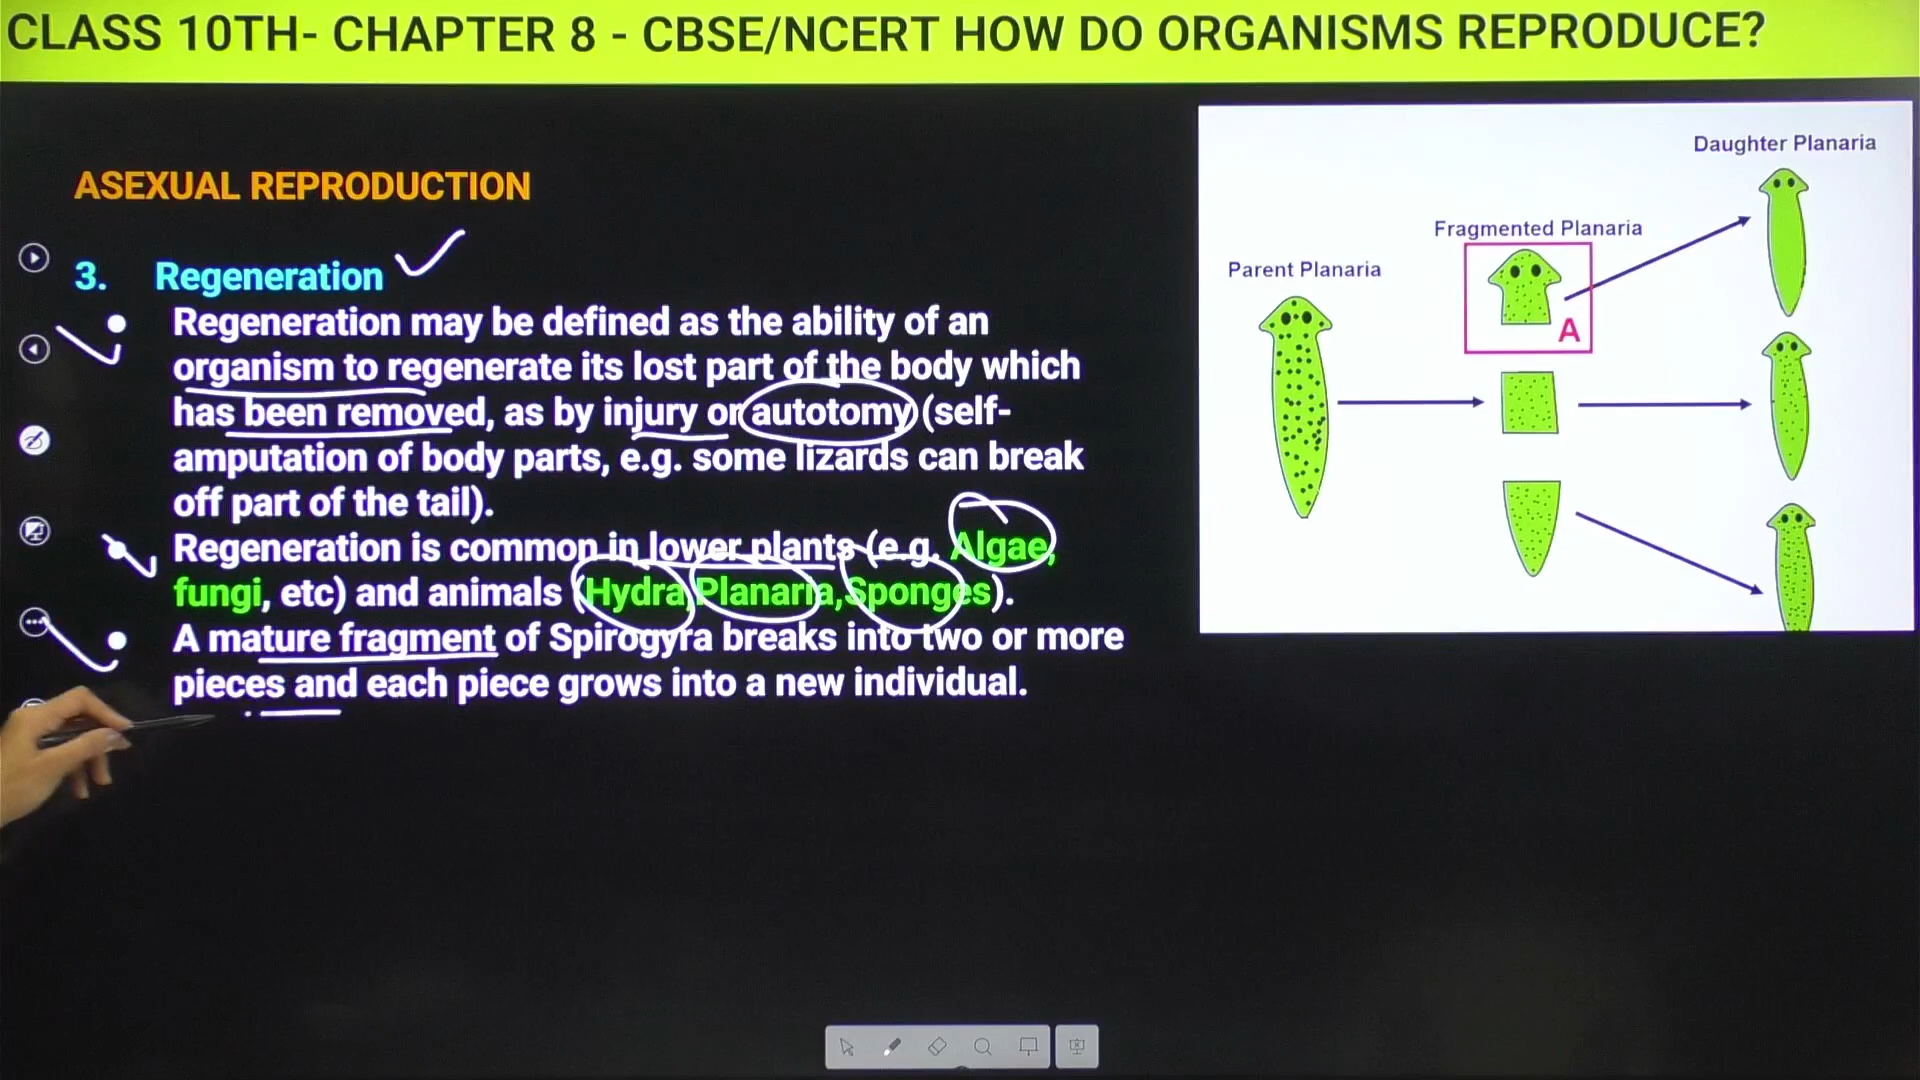 CLASS 10TH- CHAPTER 8 - CBSE/NCERT HOW DO ORGANISMS REPRODUCE?
ASEXUAL REPRODUCTION
3. Regeneration
Regeneration may be defined as the ability of an
organism to regenerate its lost part of the body which
has been removed, as by injury or autotomy (self-
amputation of body parts, e.g. some lizards can break
off part of the tail).
Regeneration is common in lower plants (e.g. Algae,
fungi, etc) and animals (Hydra, Planaria, Sponges).
A mature fragment of Spirogyra breaks into two or more
pieces and each piece grows into a new individual.
Daughter Planaria
Fragmented Planaria
Parent Planaria
A